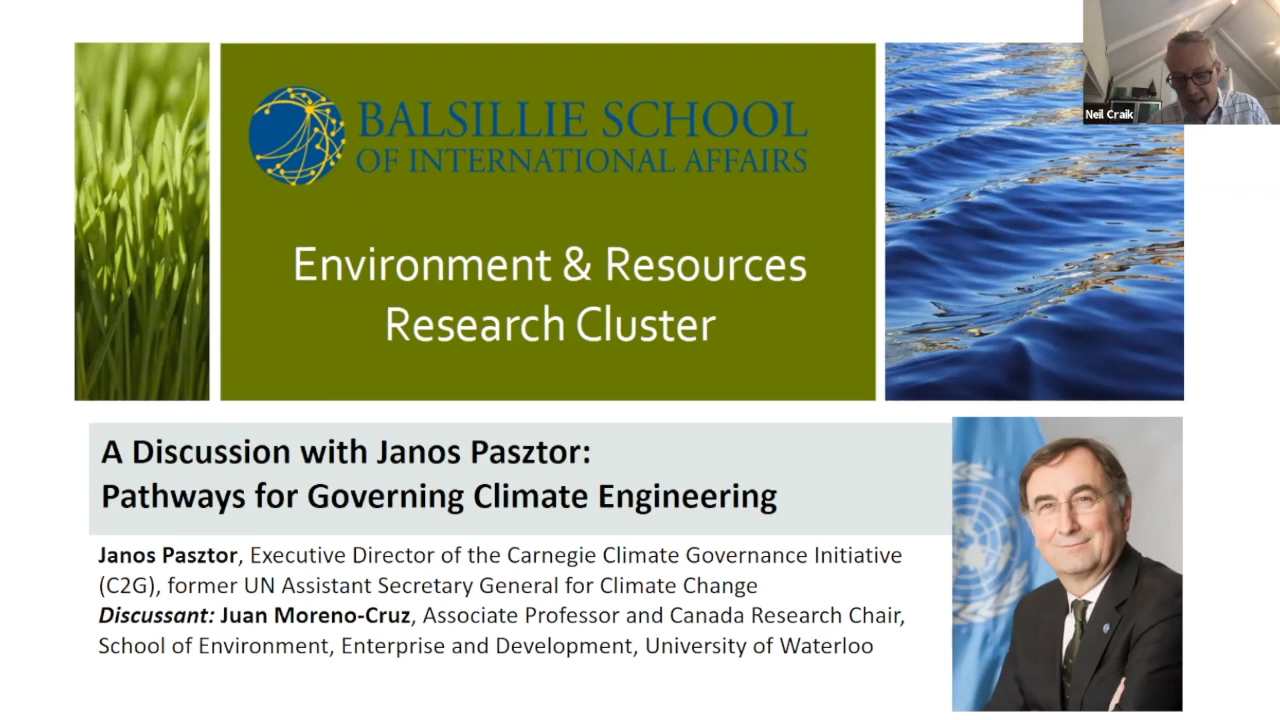 Neil Craik
BALSILLIE SCHOOL
OF INTERNATIONAL AFFAIRS
Environment & Resources
Research Cluster
A Discussion with Janos Pasztor:
Pathways for Governing Climate Engineering
Janos Pasztor, Executive Director of the Carnegie Climate Governance Initiative
(C2G), former UN Assistant Secretary General for Climate Change
Discussant: Juan Moreno-Cruz, Associate Professor and Canada Research Chair,
School of Environment, Enterprise and Development, University of Waterloo